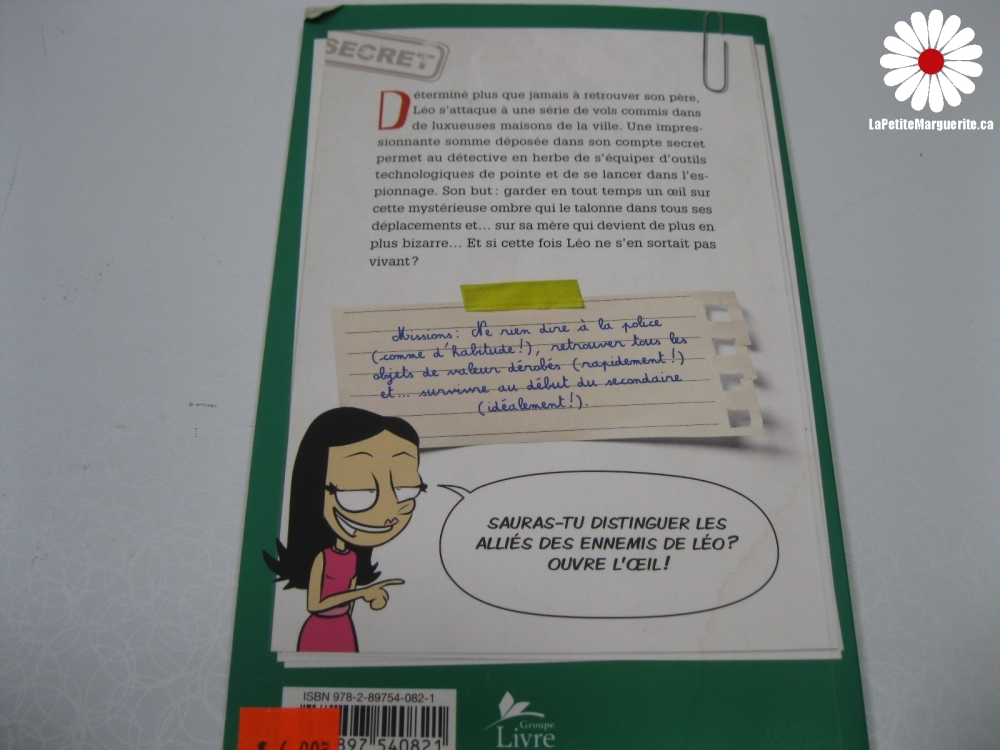 SECRET
LaPetiteMarguerite.ca
Déterminé plus que jamais à retrouver son père,
Léo s'attaque à une série de vols commis dans
de luxueuses maisons de la ville. Une impres-
sionnante somme déposée dans son compte secret
permet au détective en herbe de s'équiper d'outils
technologiques de pointe et de se lancer dans l'es-
pionnage. Son but : garder en tout temps un œil sur
cette mystérieuse ombre qui le talonne dans tous ses
déplacements et... sur sa mère qui devient de plus en
plus bizarre... Et si cette fois Léo ne s'en sortait pas
vivant ?
Missions : Ne rien dire à la police
(comme d'habitude !), retrouver tous les
objets de valeur dérobés (rapidement !)
et... survivre au début du secondaire
(idéalement !).
SAURAS-TU DISTINGUER LES
ALLIÉS DES ENNEMIS DE LÉO ?
OUVRE L'ŒIL !
ISBN 978-2-89754-082-1
897 540821
Groupe
Livre